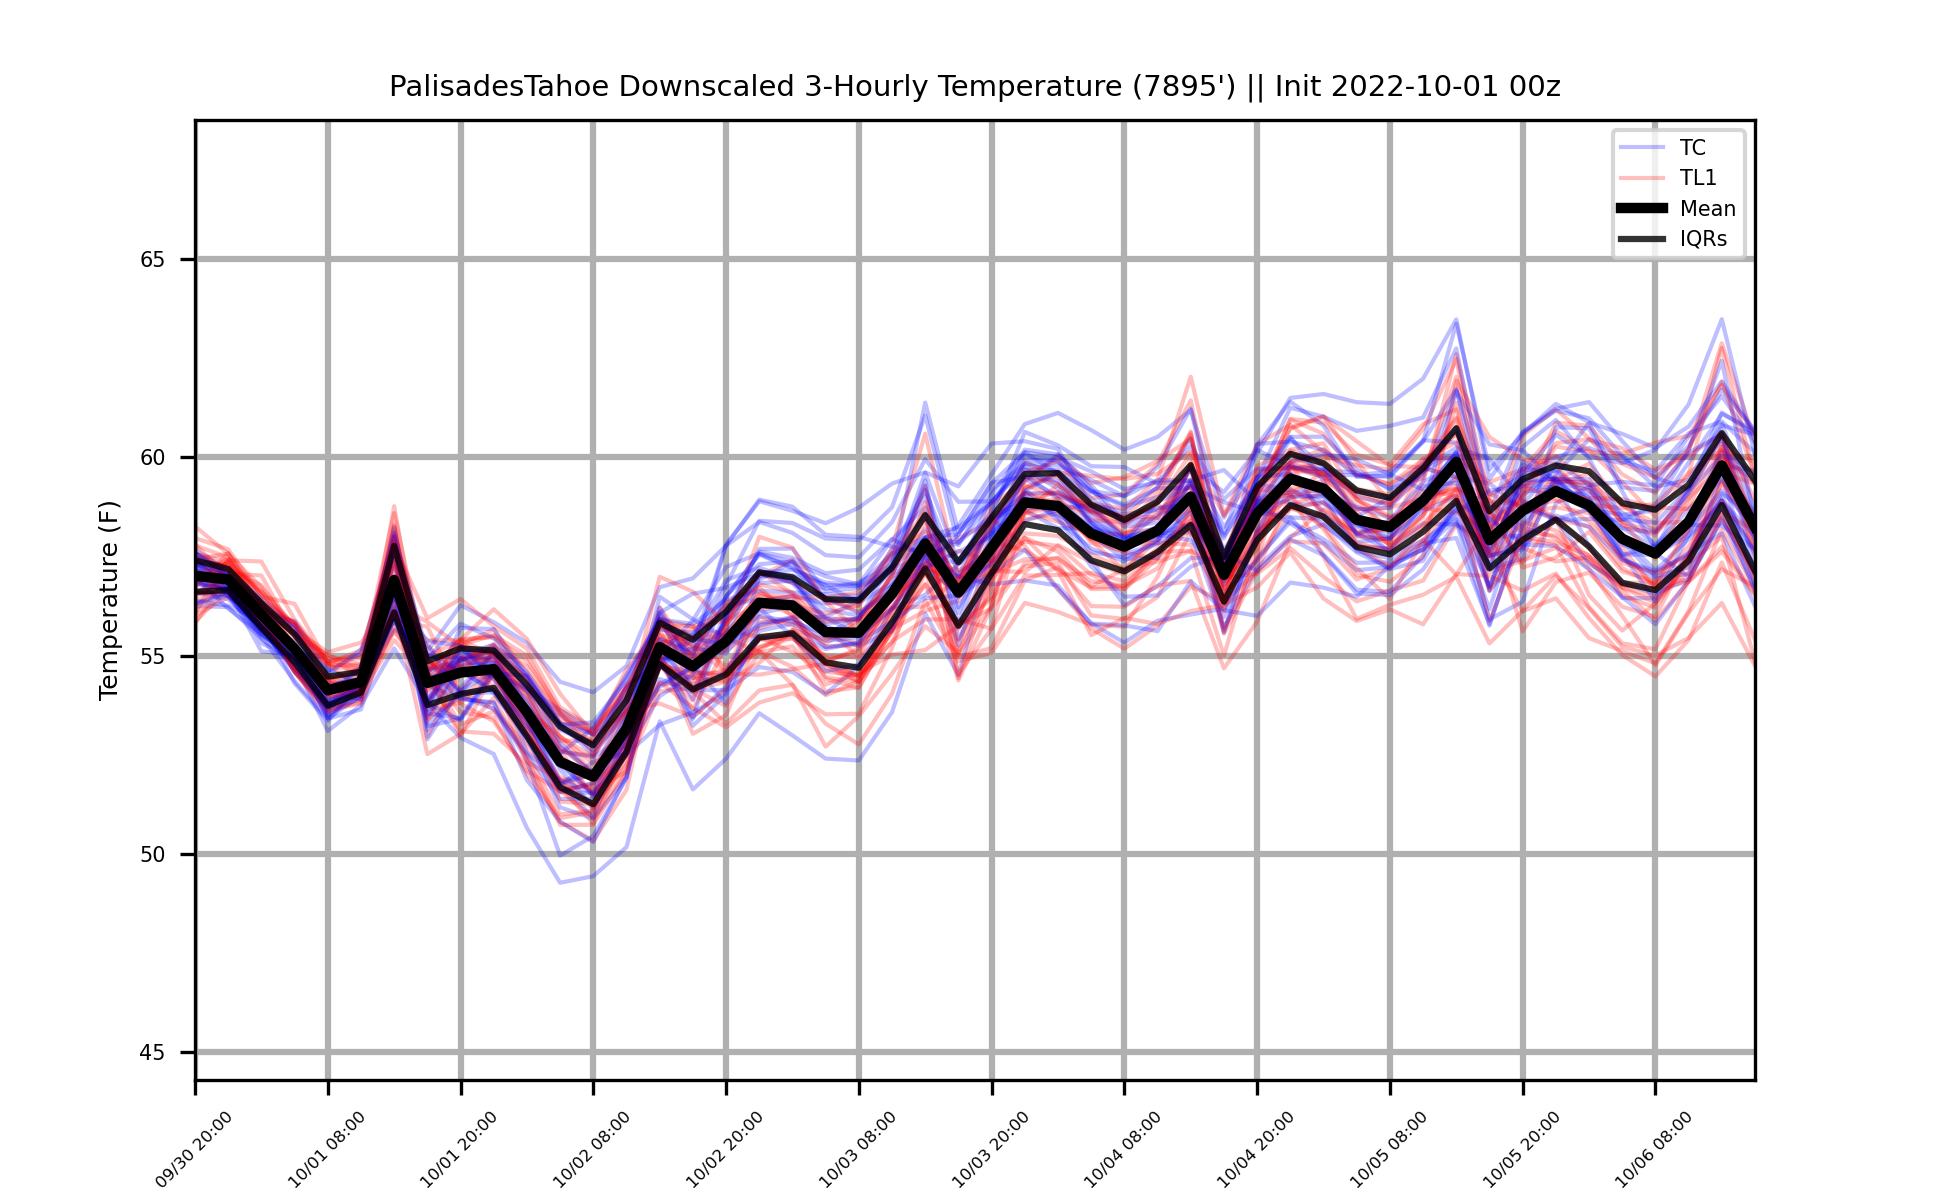 PalisadesTahoe Downscaled 3-Hourly Temperature (7895') || Init 2022-10-01 00z
TC
TL1
Mean
IQRs
Temperature (F)
65
60
55
50
45
09/30 20:00
10/01 08:00
10/01 20:00
10/02 08:00
10/02 20:00
10/03 08:00
10/03 20:00
10/04 08:00
10/04 20:00
10/05 08:00
10/05 20:00
10/06 08:00